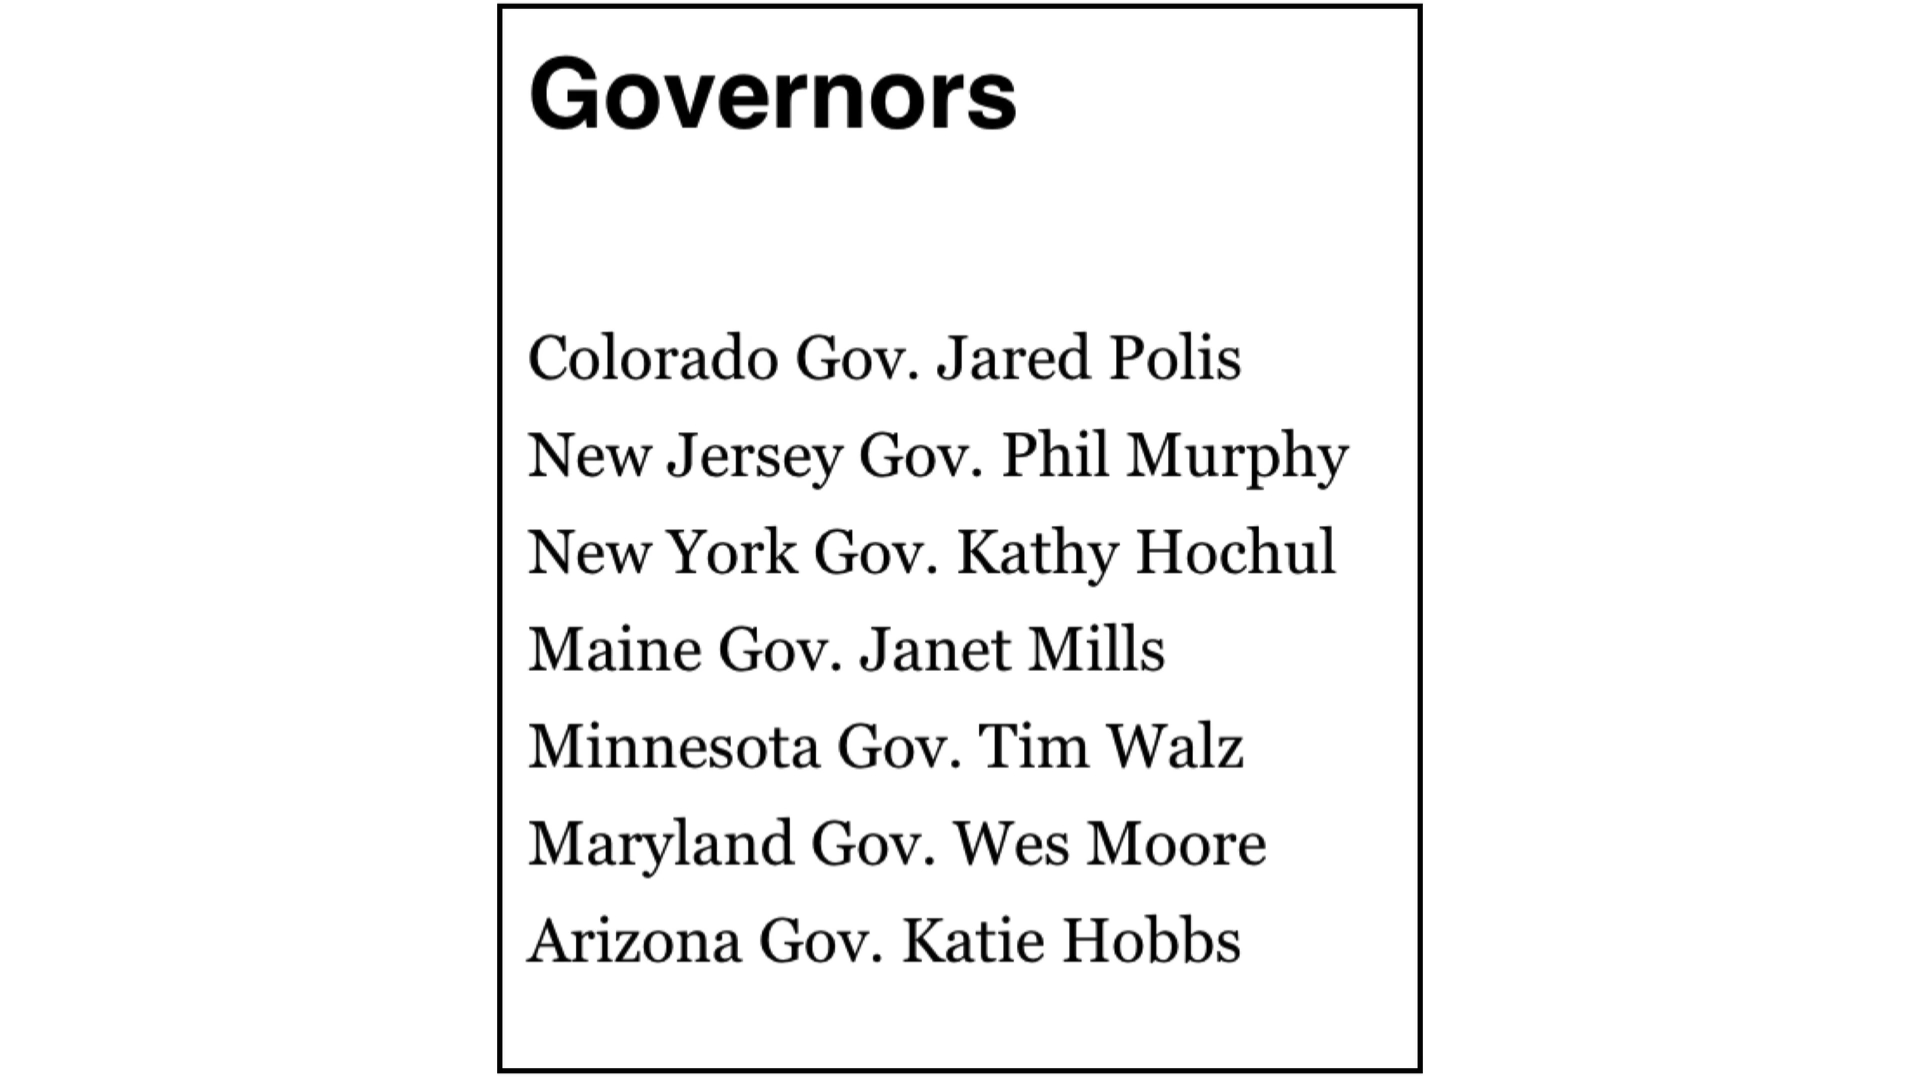 Governors
Colorado Gov. Jared Polis
New Jersey Gov. Phil Murphy
New York Gov. Kathy Hochul
Maine Gov. Janet Mills
Minnesota Gov. Tim Walz
Maryland Gov. Wes Moore
Arizona Gov. Katie Hobbs